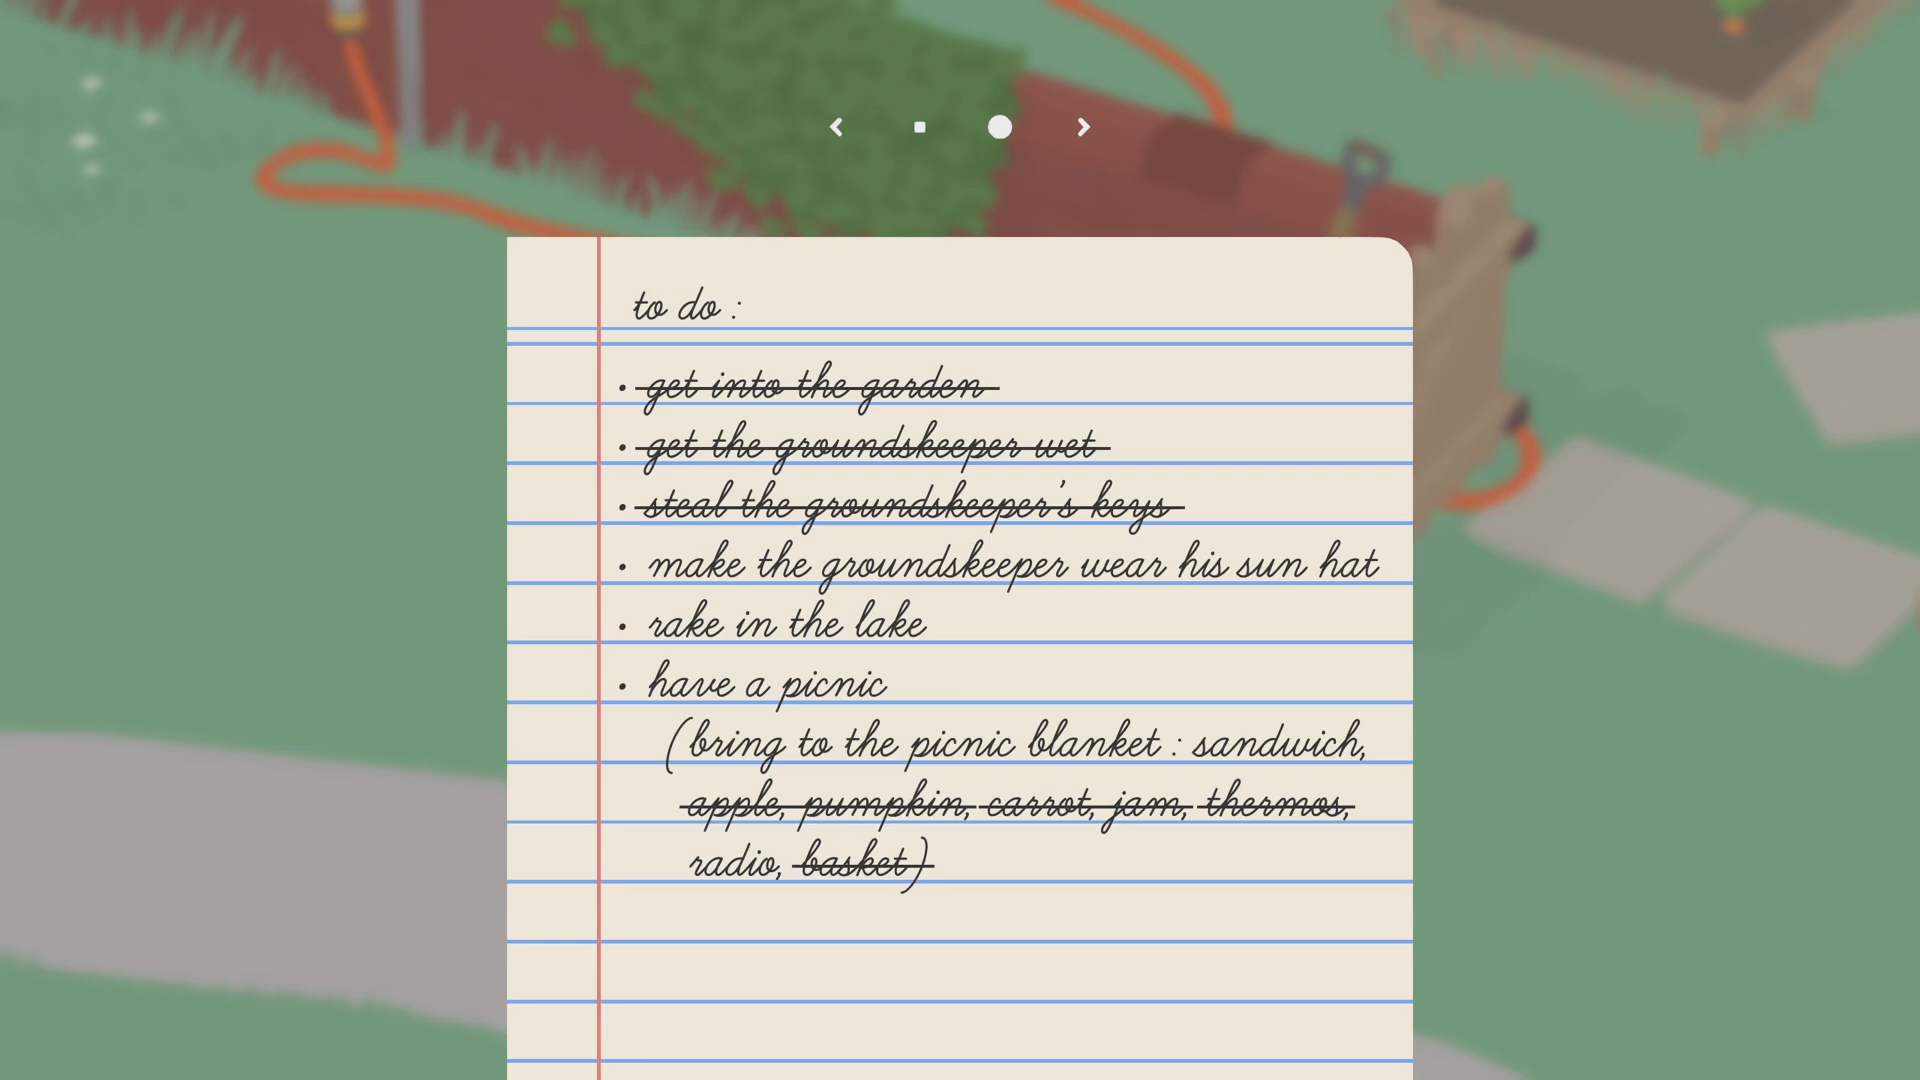 to do :
• get into the garden
• get the groundskeeper wet
• steal the groundskeeper's keys
• make the groundskeeper wear his sun hat
• rake in the lake
• have a picnic
(bring to the picnic blanket : sandwich,
apple, pumpkin, carrot, jam, thermos,
radio, basket)